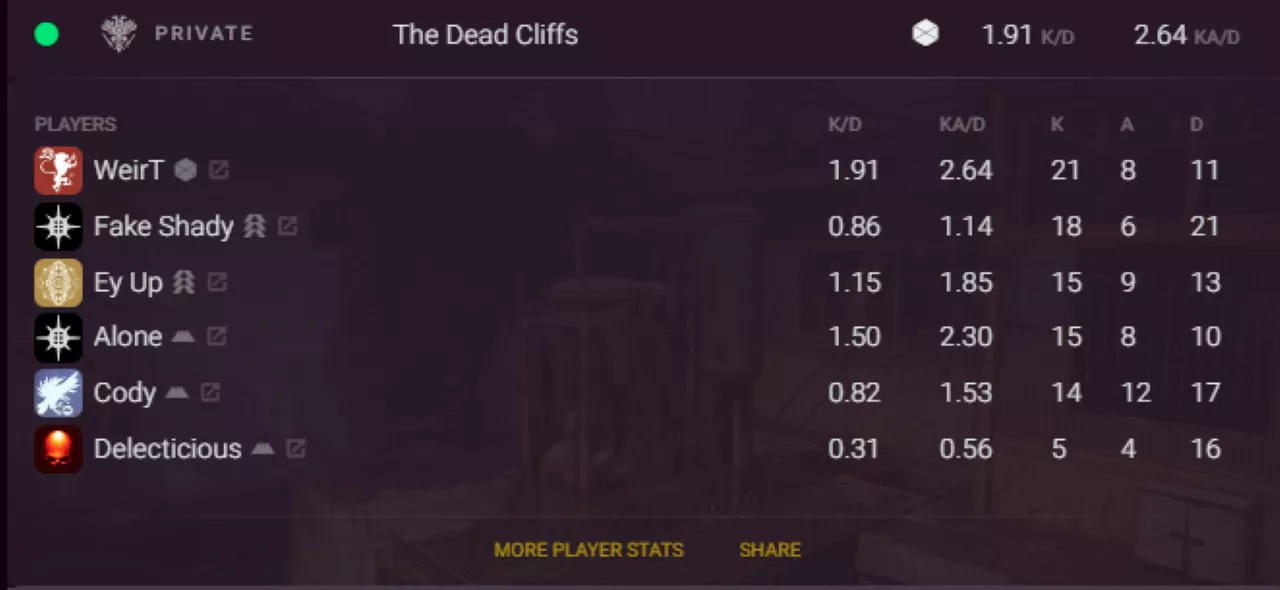 PRIVATE The Dead Cliffs 1.91 K/D 2.64 KA/D
PLAYERS K/D KA/D K A D
WeirT 1.91 2.64 21 8 11
Fake Shady 0.86 1.14 18 6 21
Ey Up 1.15 1.85 15 9 13
Alone 1.50 2.30 15 8 10
Cody 0.82 1.53 14 12 17
Delecticious 0.31 0.56 5 4 16
MORE PLAYER STATS SHARE